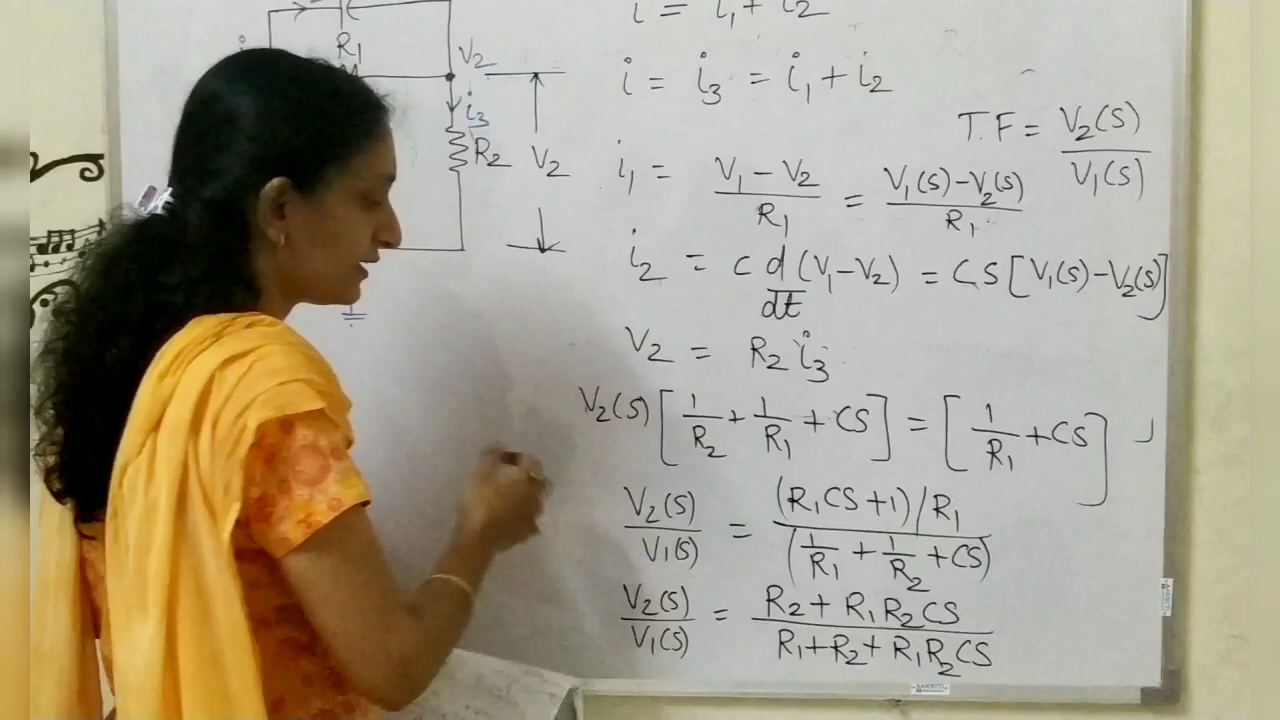 i = i₁ + i₂
R₁
V₂
i₃
R₂
V₂
i = i₃ = i₁ + i₂
T.F = V₂(S) / V₁(S)
i₁ = (V₁ - V₂) / R₁ = (V₁(S) - V₂(S)) / R₁
i₂ = C d/dt (V₁ - V₂) = CS [V₁(S) - V₂(S)]
V₂ = R₂ i₃
V₂(S) [1/R₂ + 1/R₁ + CS] = [1/R₁ + CS]
V₂(S) / V₁(S) = (R₁CS + 1)/R₁ / (1/R₁ + 1/R₂ + CS)
V₂(S) / V₁(S) = (R₂ + R₁R₂CS) / (R₁ + R₂ + R₁R₂CS)